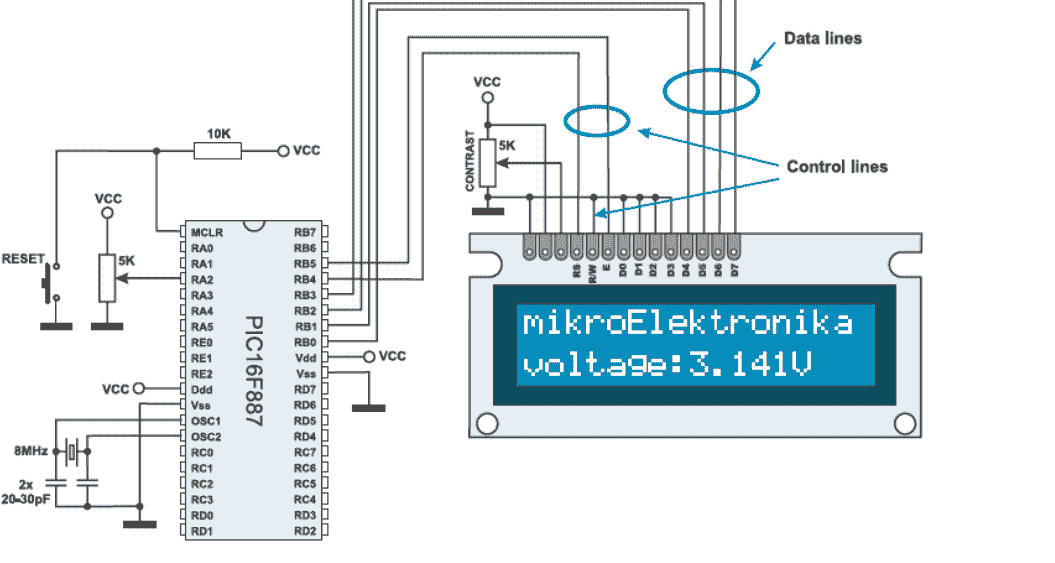 Data lines
VCC
CONTRAST
5K
Control lines
10K
VCC
VCC
5K
RESET
MCLR
RA0
RA1
RA2
RA3
RA4
RA5
RE0
RE1
RE2
Ddd
Vss
OSC1
OSC2
RC0
RC1
RC2
RC3
RD0
RD1
PIC16F887
RB7
RB6
RB5
RB4
RB3
RB2
RB1
RB0
Vdd
Vss
RD7
RD6
RD5
RD4
RC7
RC6
RC5
RC4
RD3
RD2
VCC
VCC
8MHz
2x
20-30pF
RS
R/W
E
D0
D1
D2
D3
D4
D5
D6
D7
mikroElektronika
voltage:3.141V